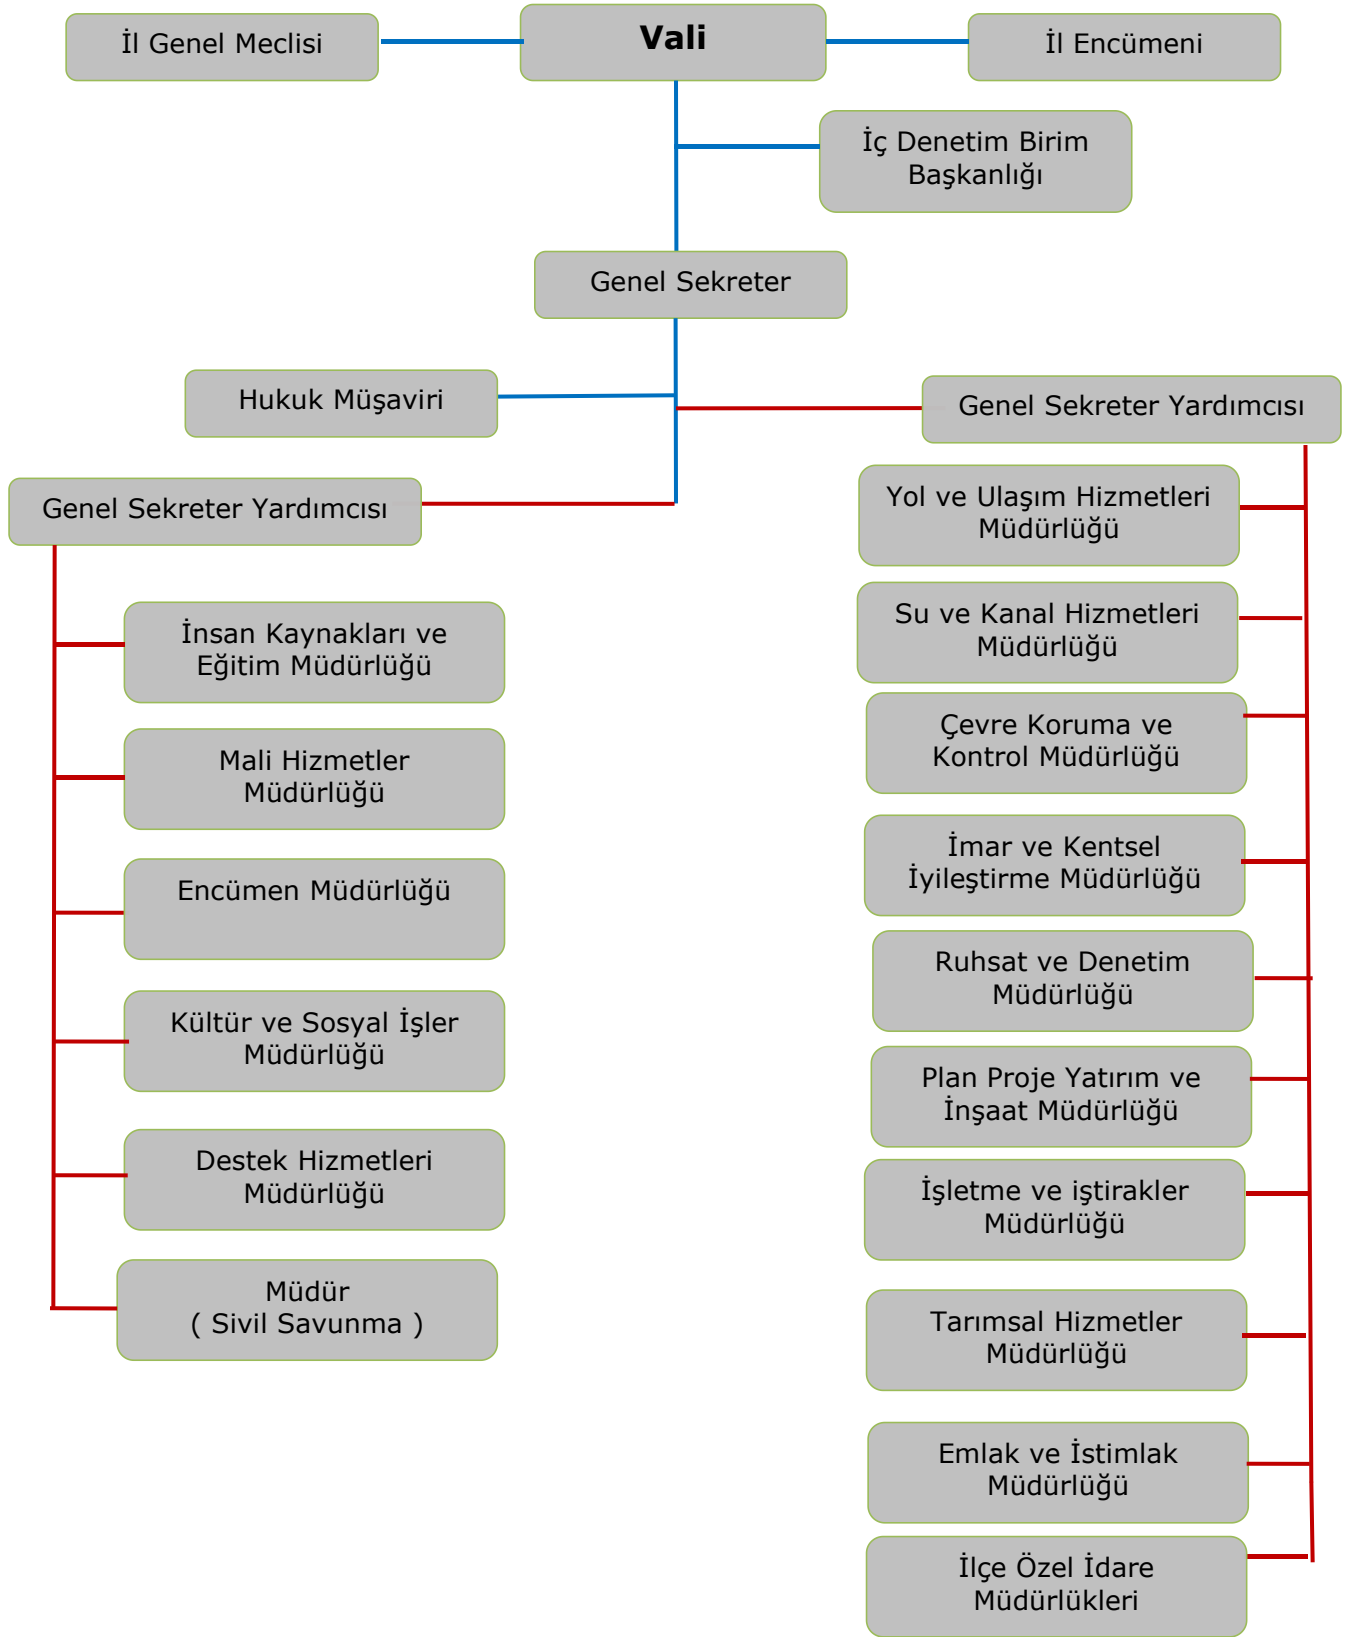 İl Genel Meclisi
Vali
İl Encümeni
İç Denetim Birim
Başkanlığı
Genel Sekreter
Hukuk Müşaviri
Genel Sekreter Yardımcısı
Genel Sekreter Yardımcısı
İnsan Kaynakları ve
Eğitim Müdürlüğü
Mali Hizmetler
Müdürlüğü
Encümen Müdürlüğü
Kültür ve Sosyal İşler
Müdürlüğü
Destek Hizmetleri
Müdürlüğü
Müdür
( Sivil Savunma )
Yol ve Ulaşım Hizmetleri
Müdürlüğü
Su ve Kanal Hizmetleri
Müdürlüğü
Çevre Koruma ve
Kontrol Müdürlüğü
İmar ve Kentsel
İyileştirme Müdürlüğü
Ruhsat ve Denetim
Müdürlüğü
Plan Proje Yatırım ve
İnşaat Müdürlüğü
İşletme ve iştirakler
Müdürlüğü
Tarımsal Hizmetler
Müdürlüğü
Emlak ve İstimlak
Müdürlüğü
İlçe Özel İdare
Müdürlükleri